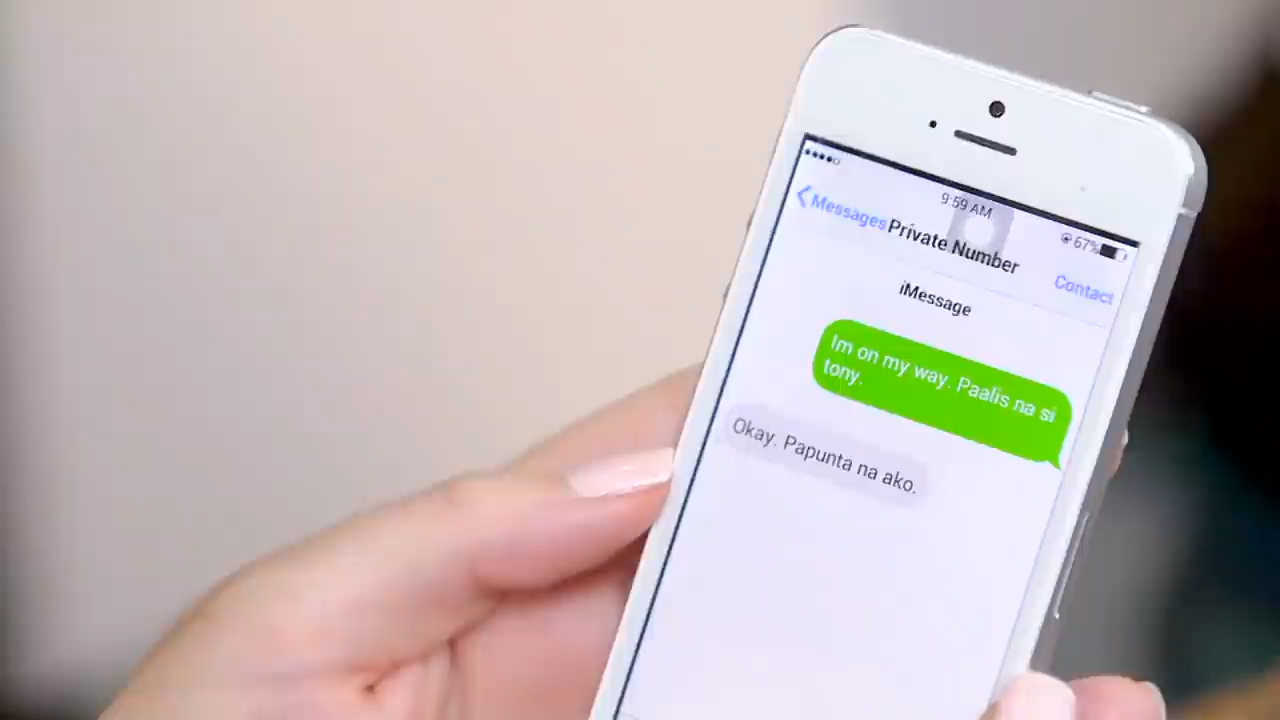 9:59 AM
67%
Messages
Private Number
Contact
iMessage
Im on my way. Paalis na si
tony.
Okay. Papunta na ako.